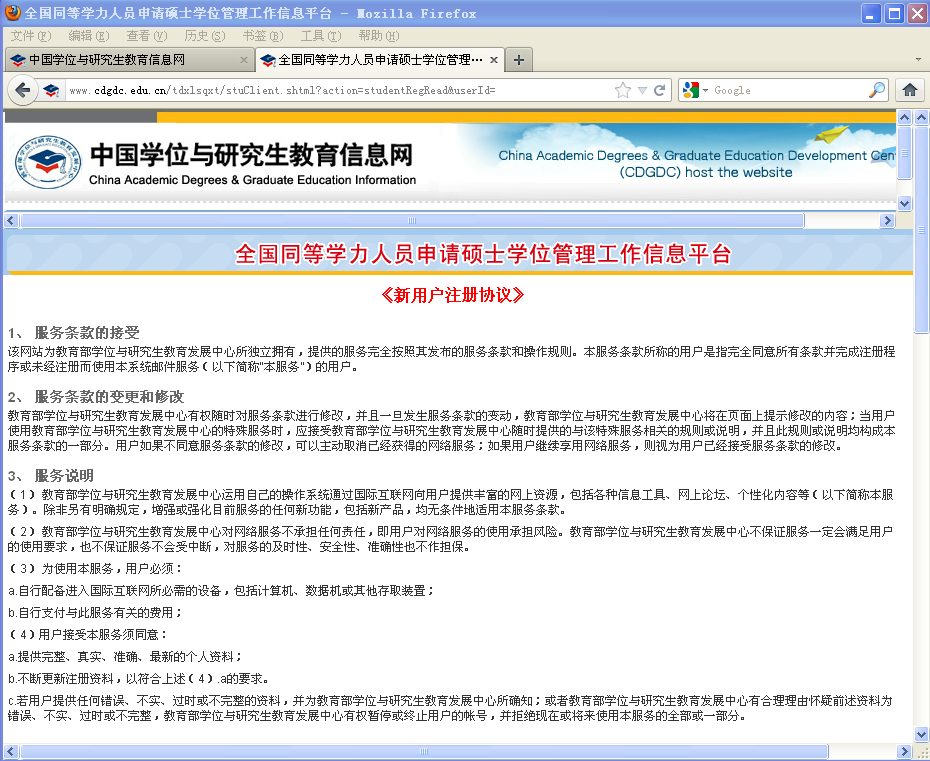 全国同等学力人员申请硕士学位管理工作信息平台 - Mozilla Firefox
文件(F) 编辑(E) 查看(V) 历史(S) 书签(B) 工具(T) 帮助(H)
中国学位与研究生教育信息网
全国同等学力人员申请硕士学位管理…
www.cdgdc.edu.cn/tdxlsqxt/stuClient.shtml?action=studentRegRead&userId=
Google
中国学位与研究生教育信息网
China Academic Degrees & Graduate Education Information
China Academic Degrees & Graduate Education Development Cen
(CDGDC) host the website
全国同等学力人员申请硕士学位管理工作信息平台
《新用户注册协议》
1、 服务条款的接受
该网站为教育部学位与研究生教育发展中心所独立拥有，提供的服务完全按照其发布的服务条款和操作规则。本服务条款所称的用户是指完全同意所有条款并完成注册程
序或未经注册而使用本系统邮件服务（以下简称"本服务"）的用户。
2、 服务条款的变更和修改
教育部学位与研究生教育发展中心有权随时对服务条款进行修改，并且一旦发生服务条款的变动，教育部学位与研究生教育发展中心将在页面上提示修改的内容；当用户
使用教育部学位与研究生教育发展中心的特殊服务时，应接受教育部学位与研究生教育发展中心随时提供的与该特殊服务相关的规则或说明，并且此规则或说明均构成本
服务条款的一部分。用户如果不同意服务条款的修改，可以主动取消已经获得的网络服务；如果用户继续享用网络服务，则视为用户已经接受服务条款的修改。
3、 服务说明
（1）教育部学位与研究生教育发展中心运用自己的操作系统通过国际互联网向用户提供丰富的网上资源，包括各种信息工具、网上论坛、个性化内容等（以下简称本服
务）。除非另有明确规定，增强或强化目前服务的任何新功能，包括新产品，均无条件地适用本服务条款。
（2）教育部学位与研究生教育发展中心对网络服务不承担任何责任，即用户对网络服务的使用承担风险。教育部学位与研究生教育发展中心不保证服务一定会满足用户
的使用要求，也不保证服务不会受中断，对服务的及时性、安全性、准确性也不作担保。
（3）为使用本服务，用户必须：
a.自行配备进入国际互联网所必需的设备，包括计算机、数据机或其他存取装置；
b.自行支付与此服务有关的费用；
（4）用户接受本服务须同意：
a.提供完整、真实、准确、最新的个人资料；
b.不断更新注册资料，以符合上述（4）.a的要求。
c.若用户提供任何错误、不实、过时或不完整的资料，并为教育部学位与研究生教育发展中心所确知；或者教育部学位与研究生教育发展中心有合理理由怀疑前述资料为
错误、不实、过时或不完整，教育部学位与研究生教育发展中心有权暂停或终止用户的帐号，并拒绝现在或将来使用本服务的全部或一部分。